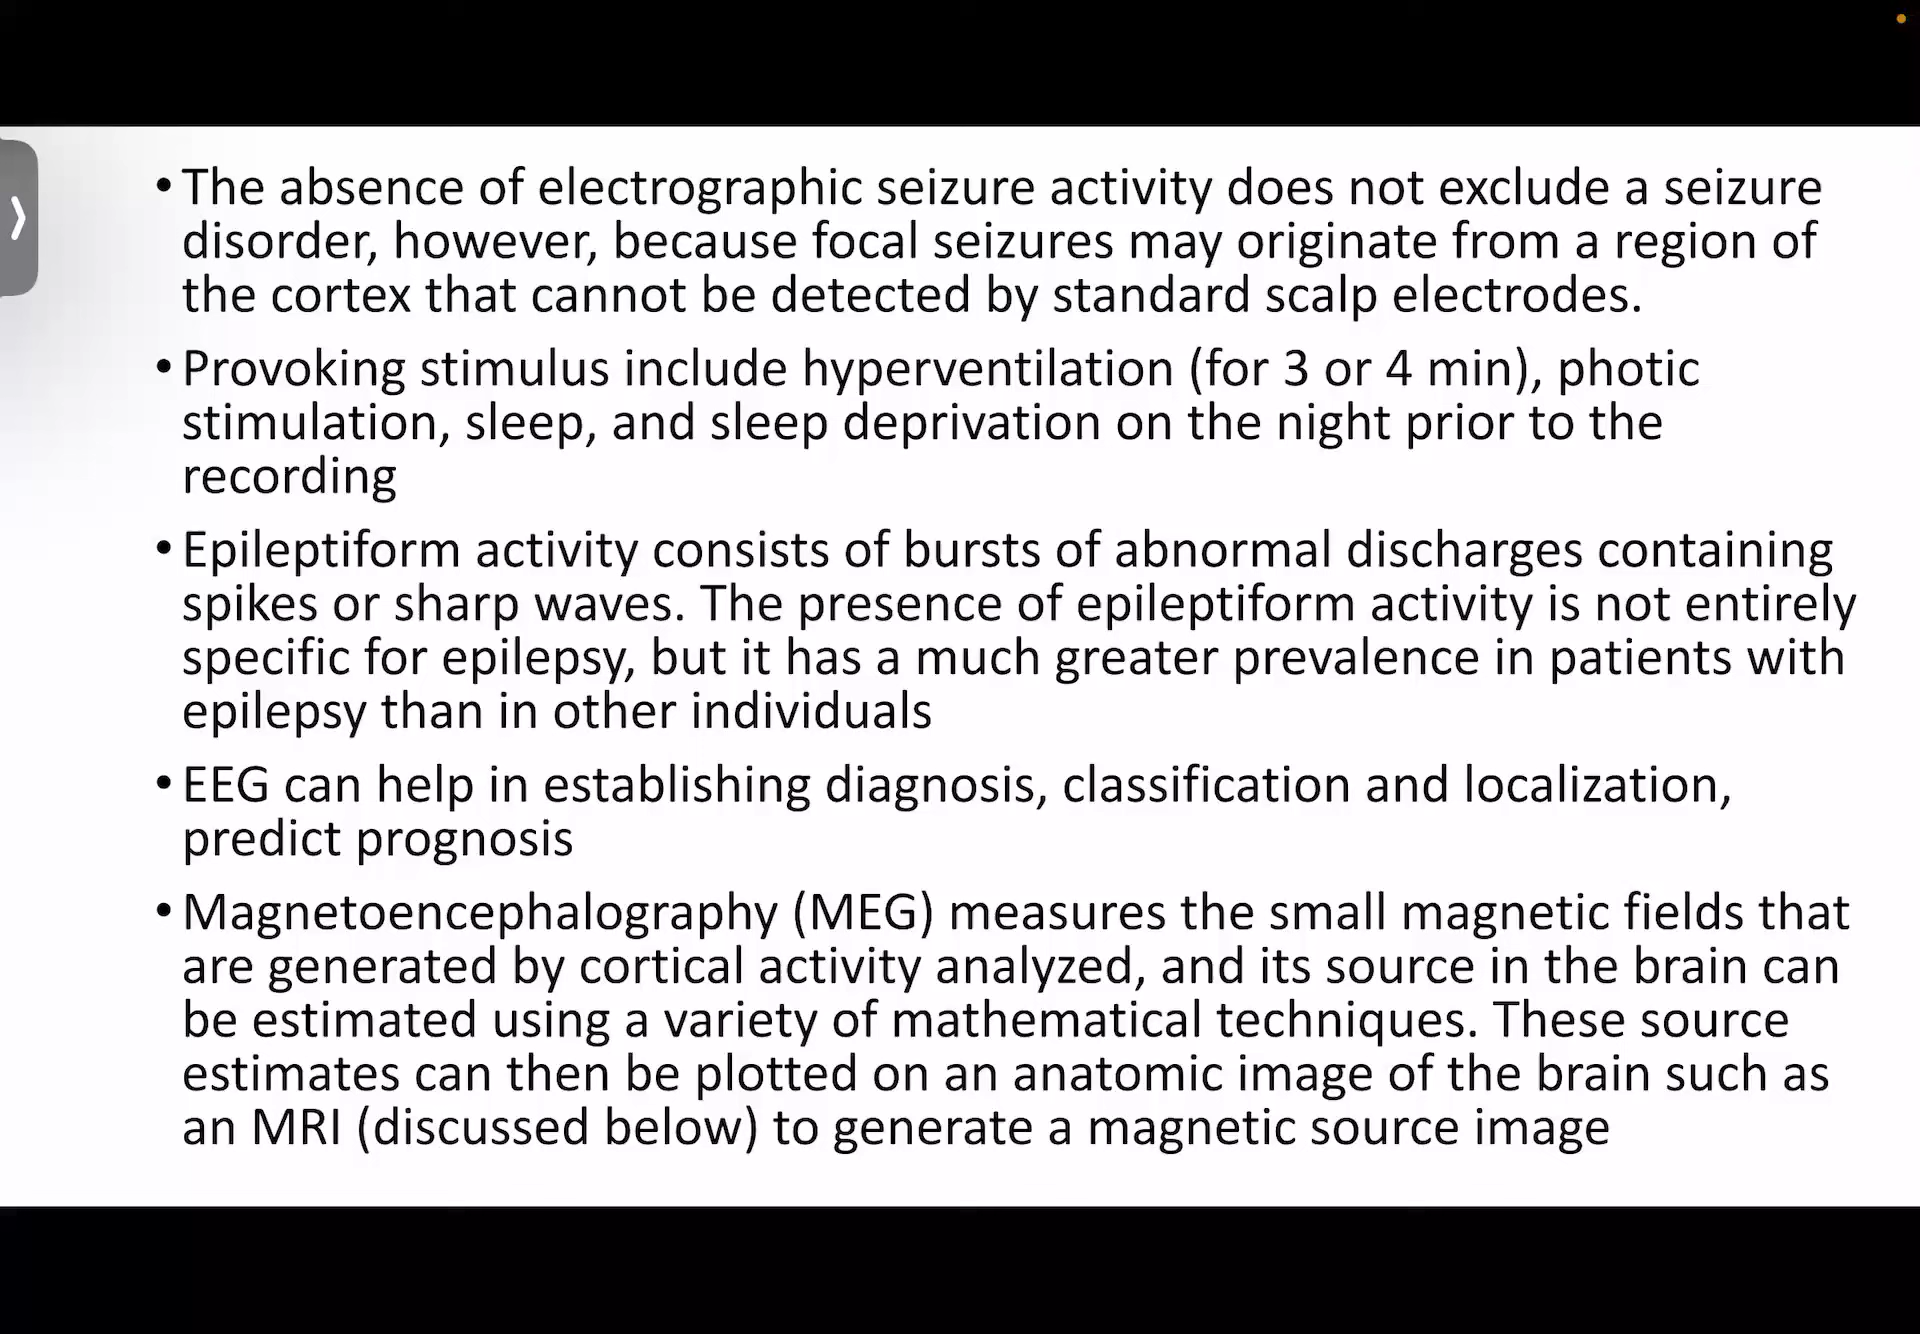 • The absence of electrographic seizure activity does not exclude a seizure
disorder, however, because focal seizures may originate from a region of
the cortex that cannot be detected by standard scalp electrodes.
• Provoking stimulus include hyperventilation (for 3 or 4 min), photic
stimulation, sleep, and sleep deprivation on the night prior to the
recording
• Epileptiform activity consists of bursts of abnormal discharges containing
spikes or sharp waves. The presence of epileptiform activity is not entirely
specific for epilepsy, but it has a much greater prevalence in patients with
epilepsy than in other individuals
• EEG can help in establishing diagnosis, classification and localization,
predict prognosis
• Magnetoencephalography (MEG) measures the small magnetic fields that
are generated by cortical activity analyzed, and its source in the brain can
be estimated using a variety of mathematical techniques. These source
estimates can then be plotted on an anatomic image of the brain such as
an MRI (discussed below) to generate a magnetic source image